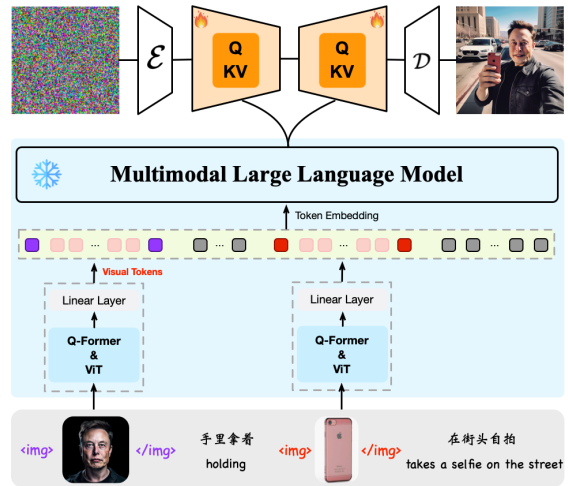 ℰ
Q
KV
Q
KV
𝒟
Multimodal Large Language Model
Token Embedding
... ... ... ...
Visual Tokens
Linear Layer
Linear Layer
Q-Former
&
ViT
Q-Former
&
ViT
<img> </img> 手里拿着 <img> </img> 在街头自拍
holding takes a selfie on the street